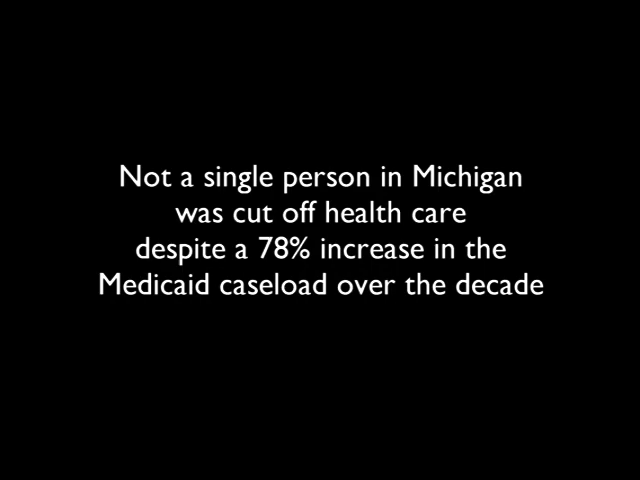 Not a single person in Michigan
was cut off health care
despite a 78% increase in the
Medicaid caseload over the decade